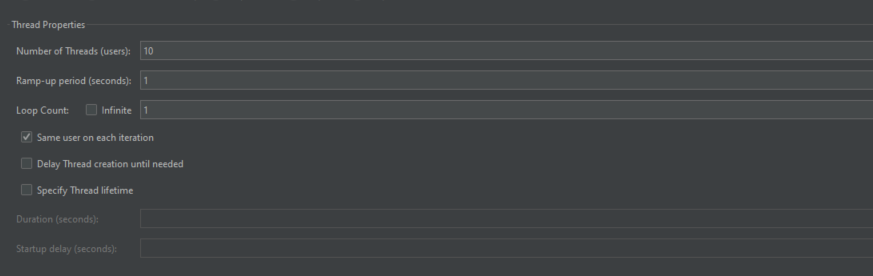 Thread Properties
Number of Threads (users): 10
Ramp-up period (seconds): 1
Loop Count: Infinite 1
Same user on each iteration
Delay Thread creation until needed
Specify Thread lifetime
Duration (seconds):
Startup delay (seconds):